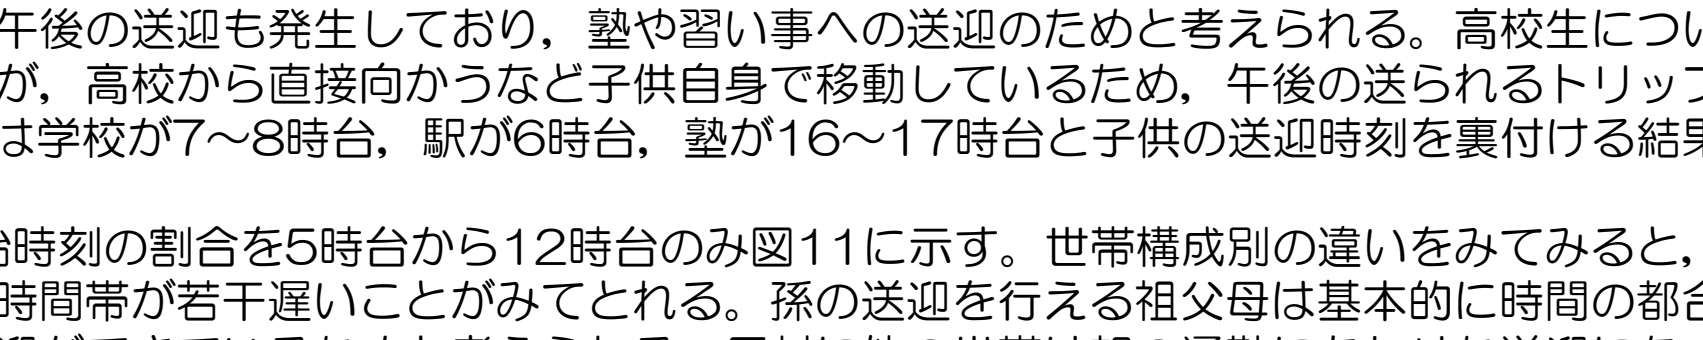 午後の送迎も発生しており，塾や習い事への送迎のためと考えられる。高校生につい
が，高校から直接向かうなど子供自身で移動しているため，午後の送られるトリップ
は学校が7～8時台，駅が6時台，塾が16～17時台と子供の送迎時刻を裏付ける結果
時刻の割合を5時台から12時台のみ図11に示す。世帯構成別の違いをみてみると，
時間帯が若干遅いことがみてとれる。孫の送迎を行える祖父母は基本的に時間の都合